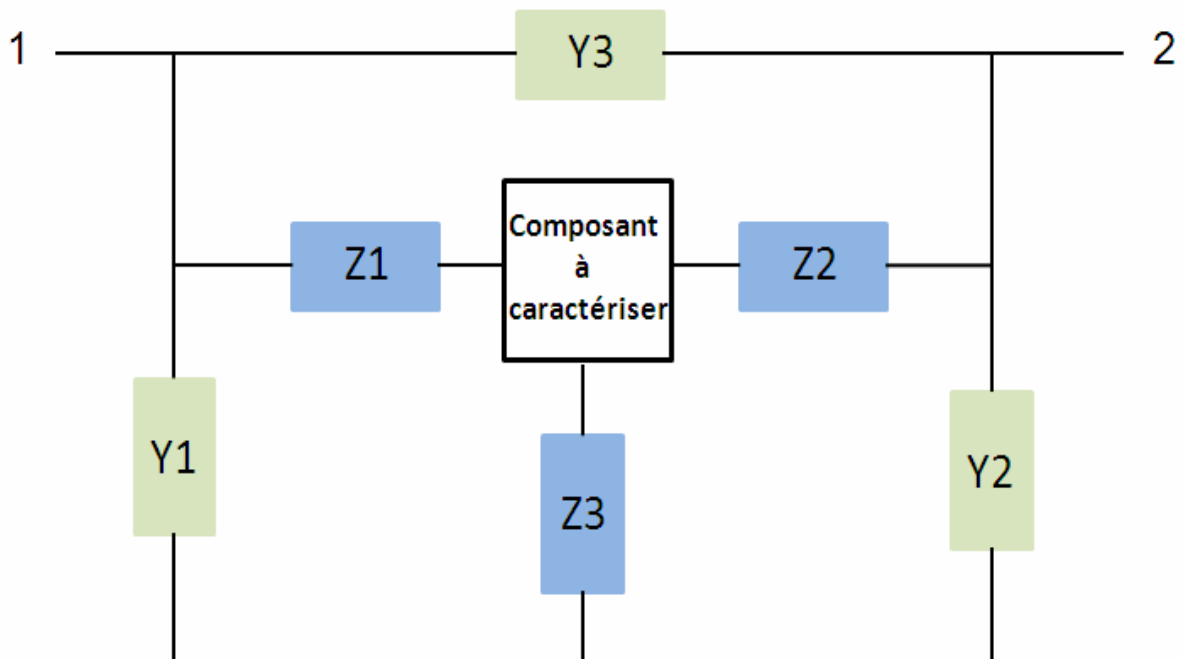 1
Y3
2
Z1
Composant
à
caractériser
Z2
Y1
Z3
Y2